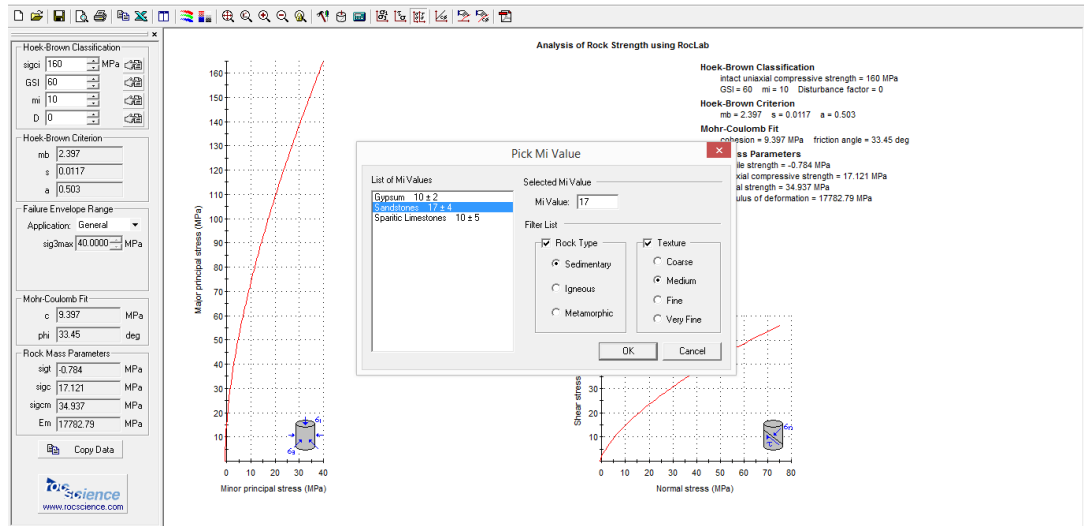 Hoek-Brown Classification
sigci 160 MPa
GSI 60
mi 10
D 0
Hoek-Brown Criterion
mb 2.397
s 0.0117
a 0.503
Failure Envelope Range
Application: General
sig3max 40.0000 MPa
Mohr-Coulomb Fit
c 9.397 MPa
phi 33.45 deg
Rock Mass Parameters
sigt -0.784 MPa
sigc 17.121 MPa
sigcm 34.937 MPa
Em 17782.79 MPa
Copy Data
rocscience
www.rocscience.com
Analysis of Rock Strength using RocLab
Hoek-Brown Classification
intact uniaxial compressive strength = 160 MPa
GSI = 60 mi = 10 Disturbance factor = 0
Hoek-Brown Criterion
mb = 2.397 s = 0.0117 a = 0.503
Mohr-Coulomb Fit
cohesion = 9.397 MPa friction angle = 33.45 deg
ss Parameters
ile strength = -0.784 MPa
xial compressive strength = 17.121 MPa
al strength = 34.937 MPa
ulus of deformation = 17782.79 MPa
Major principal stress (MPa)
160
150
140
130
120
110
100
90
80
70
60
50
40
30
20
10
0 10 20 30 40
Minor principal stress (MPa)
σ1
σ3
Pick Mi Value
List of Mi Values
Gypsum 10 ± 2
Sandstones 17 ± 4
Sparitic Limestones 10 ± 5
Selected Mi Value
Mi Value: 17
Filter List
Rock Type
Sedimentary
Igneous
Metamorphic
Texture
Coarse
Medium
Fine
Very Fine
OK Cancel
Shear stress
30
20
10
0 10 20 30 40 50 60 70 80
Normal stress (MPa)
σn
τ